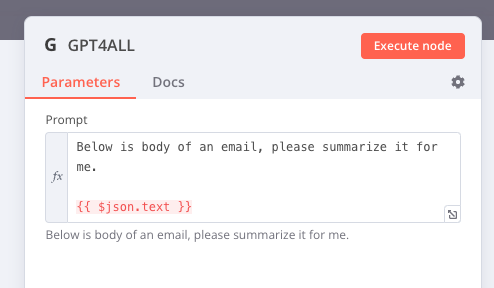 G GPT4ALL
Execute node
Parameters Docs
Prompt
fx
Below is body of an email, please summarize it for
me.
{{ $json.text }}
Below is body of an email, please summarize it for me.